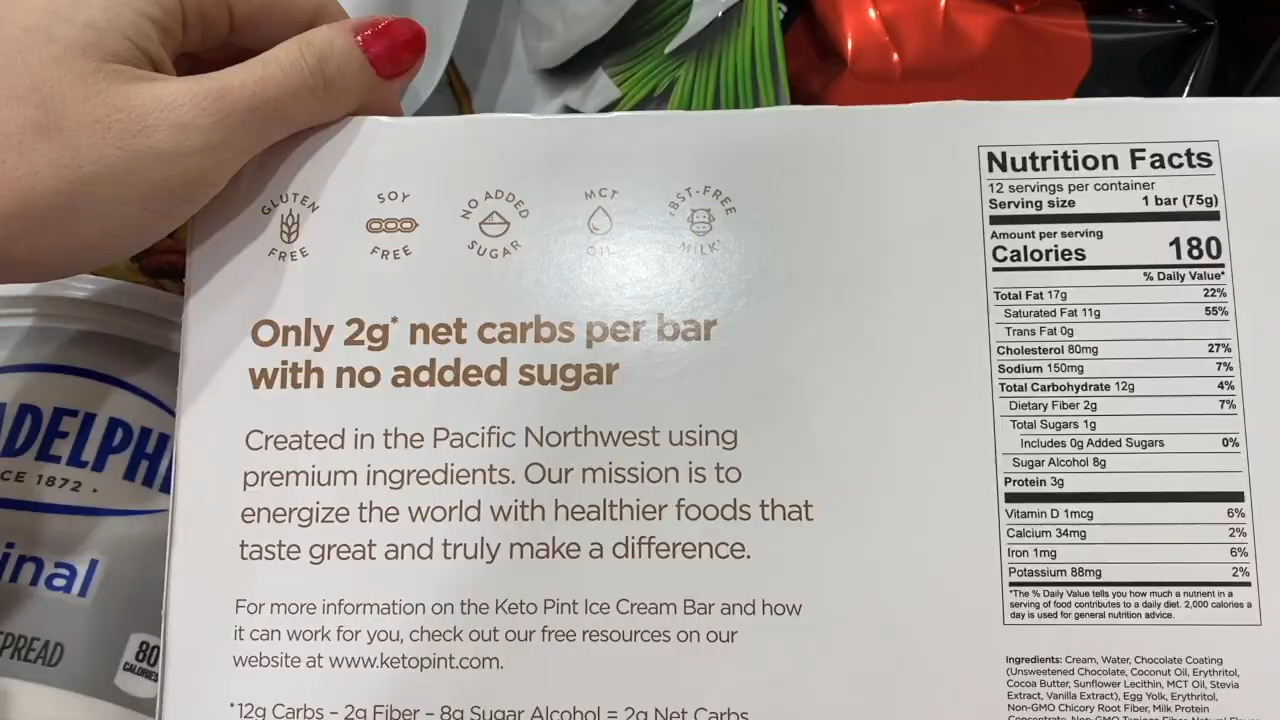 GLUTEN FREE
SOY FREE
NO ADDED SUGAR
MCT OIL
rBST-FREE MILK
Only 2g* net carbs per bar
with no added sugar
Created in the Pacific Northwest using
premium ingredients. Our mission is to
energize the world with healthier foods that
taste great and truly make a difference.
For more information on the Keto Pint Ice Cream Bar and how
it can work for you, check out our free resources on our
website at www.ketopint.com.
*12g Carbs – 2g Fiber – 8g Sugar Alcohol = 2g Net Carbs
Nutrition Facts
12 servings per container
Serving size 1 bar (75g)
Amount per serving
Calories 180
% Daily Value*
Total Fat 17g 22%
Saturated Fat 11g 55%
Trans Fat 0g
Cholesterol 80mg 27%
Sodium 150mg 7%
Total Carbohydrate 12g 4%
Dietary Fiber 2g 7%
Total Sugars 1g
Includes 0g Added Sugars 0%
Sugar Alcohol 8g
Protein 3g
Vitamin D 1mcg 6%
Calcium 34mg 2%
Iron 1mg 6%
Potassium 88mg 2%
*The % Daily Value tells you how much a nutrient in a
serving of food contributes to a daily diet. 2,000 calories a
day is used for general nutrition advice.
Ingredients: Cream, Water, Chocolate Coating
(Unsweetened Chocolate, Coconut Oil, Erythritol,
Cocoa Butter, Sunflower Lecithin, MCT Oil, Stevia
Extract, Vanilla Extract), Egg Yolk, Erythritol,
Non-GMO Chicory Root Fiber, Milk Protein
ADELPHI
CE 1872
inal
PREAD
80
CALORIES